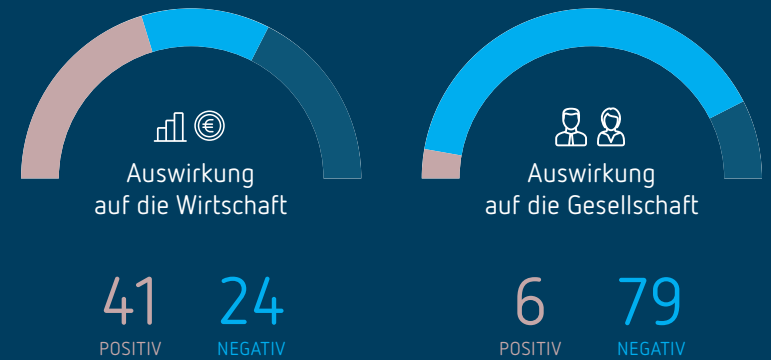 €
Auswirkung
auf die Wirtschaft
41 24
POSITIV NEGATIV
Auswirkung
auf die Gesellschaft
6 79
POSITIV NEGATIV